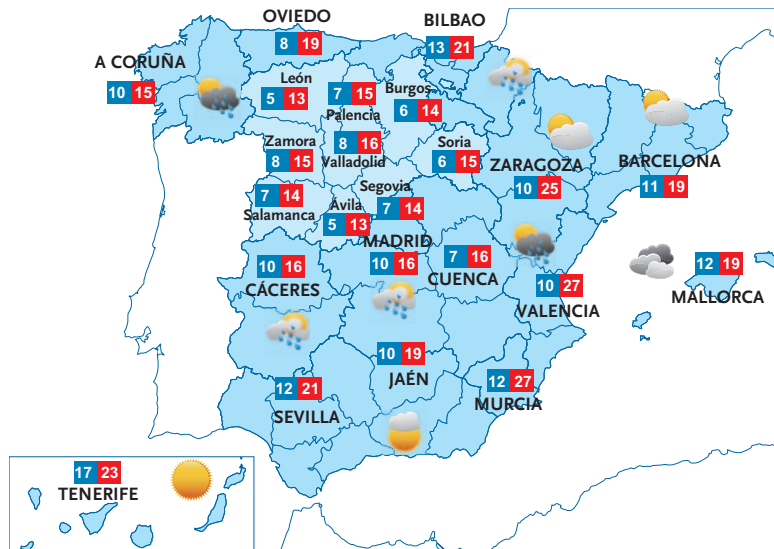 OVIEDO
8 19
BILBAO
13 21
A CORUÑA
10 15
León
5 13
7 15
Palencia
Burgos
6 14
Zamora
8 15
8 16
Valladolid
Soria
6 15
ZARAGOZA
10 25
BARCELONA
11 19
7 14
Salamanca
Ávila
5 13
Segovia
7 14
MADRID
10 16
10 16
CÁCERES
7 16
CUENCA
10 27
VALENCIA
12 19
MALLORCA
10 19
JAÉN
12 21
SEVILLA
12 27
MURCIA
17 23
TENERIFE